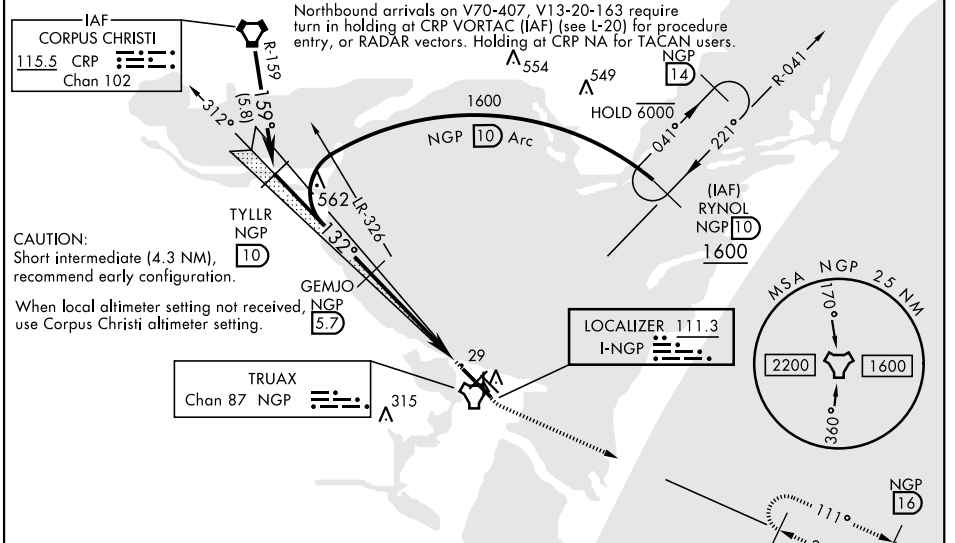 IAF
CORPUS CHRISTI
115.5 CRP
Chan 102
Northbound arrivals on V70-407, V13-20-163 require
turn in holding at CRP VORTAC (IAF) (see L-20) for procedure
entry, or RADAR vectors. Holding at CRP NA for TACAN users.
R-159
159°
(5.8)
312°
554
549
NGP
14
R-041
HOLD 6000
041°
221°
1600
NGP 10 Arc
(IAF)
RYNOL
NGP 10
1600
562
LR-326
132°
TYLLR
NGP
10
CAUTION:
Short intermediate (4.3 NM),
recommend early configuration.
When local altimeter setting not received,
use Corpus Christi altimeter setting.
GEMJO
NGP
5.7
MSA NGP 25 NM
170°
2200
1600
360°
LOCALIZER 111.3
I-NGP
29
TRUAX
Chan 87 NGP
315
NGP
16
111°